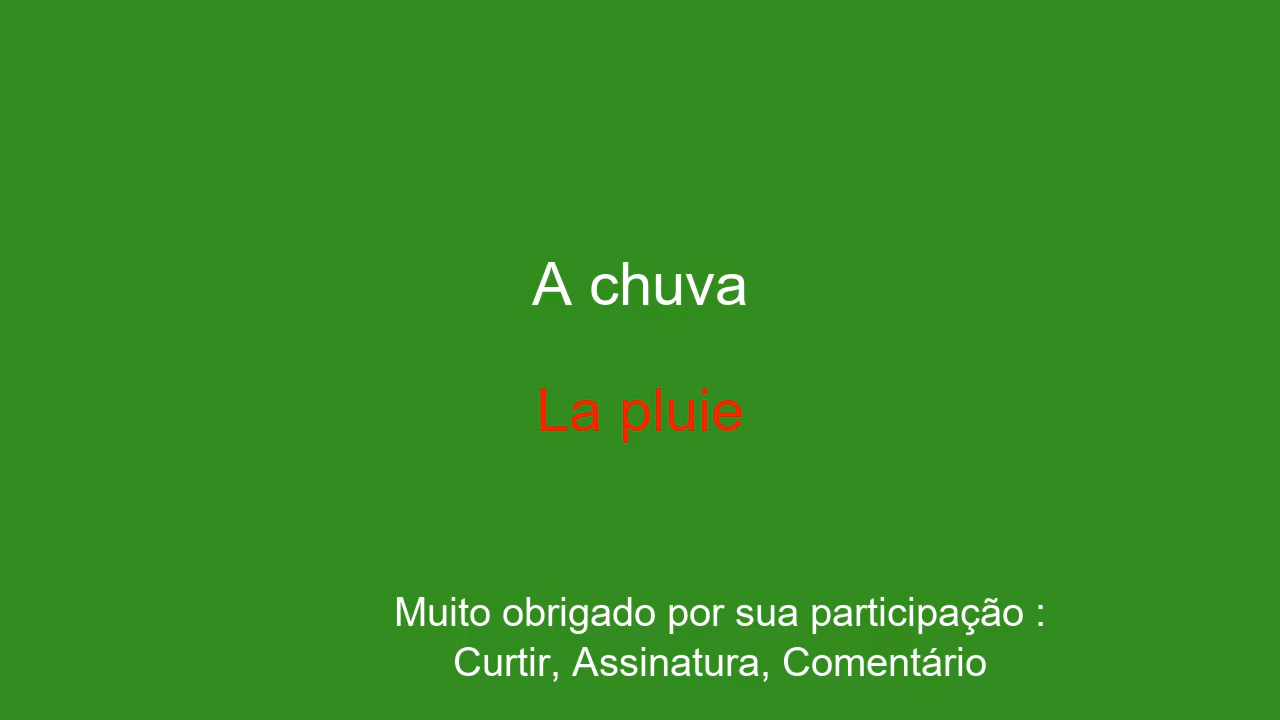 A chuva
La pluie
Muito obrigado por sua participação :
Curtir, Assinatura, Comentário